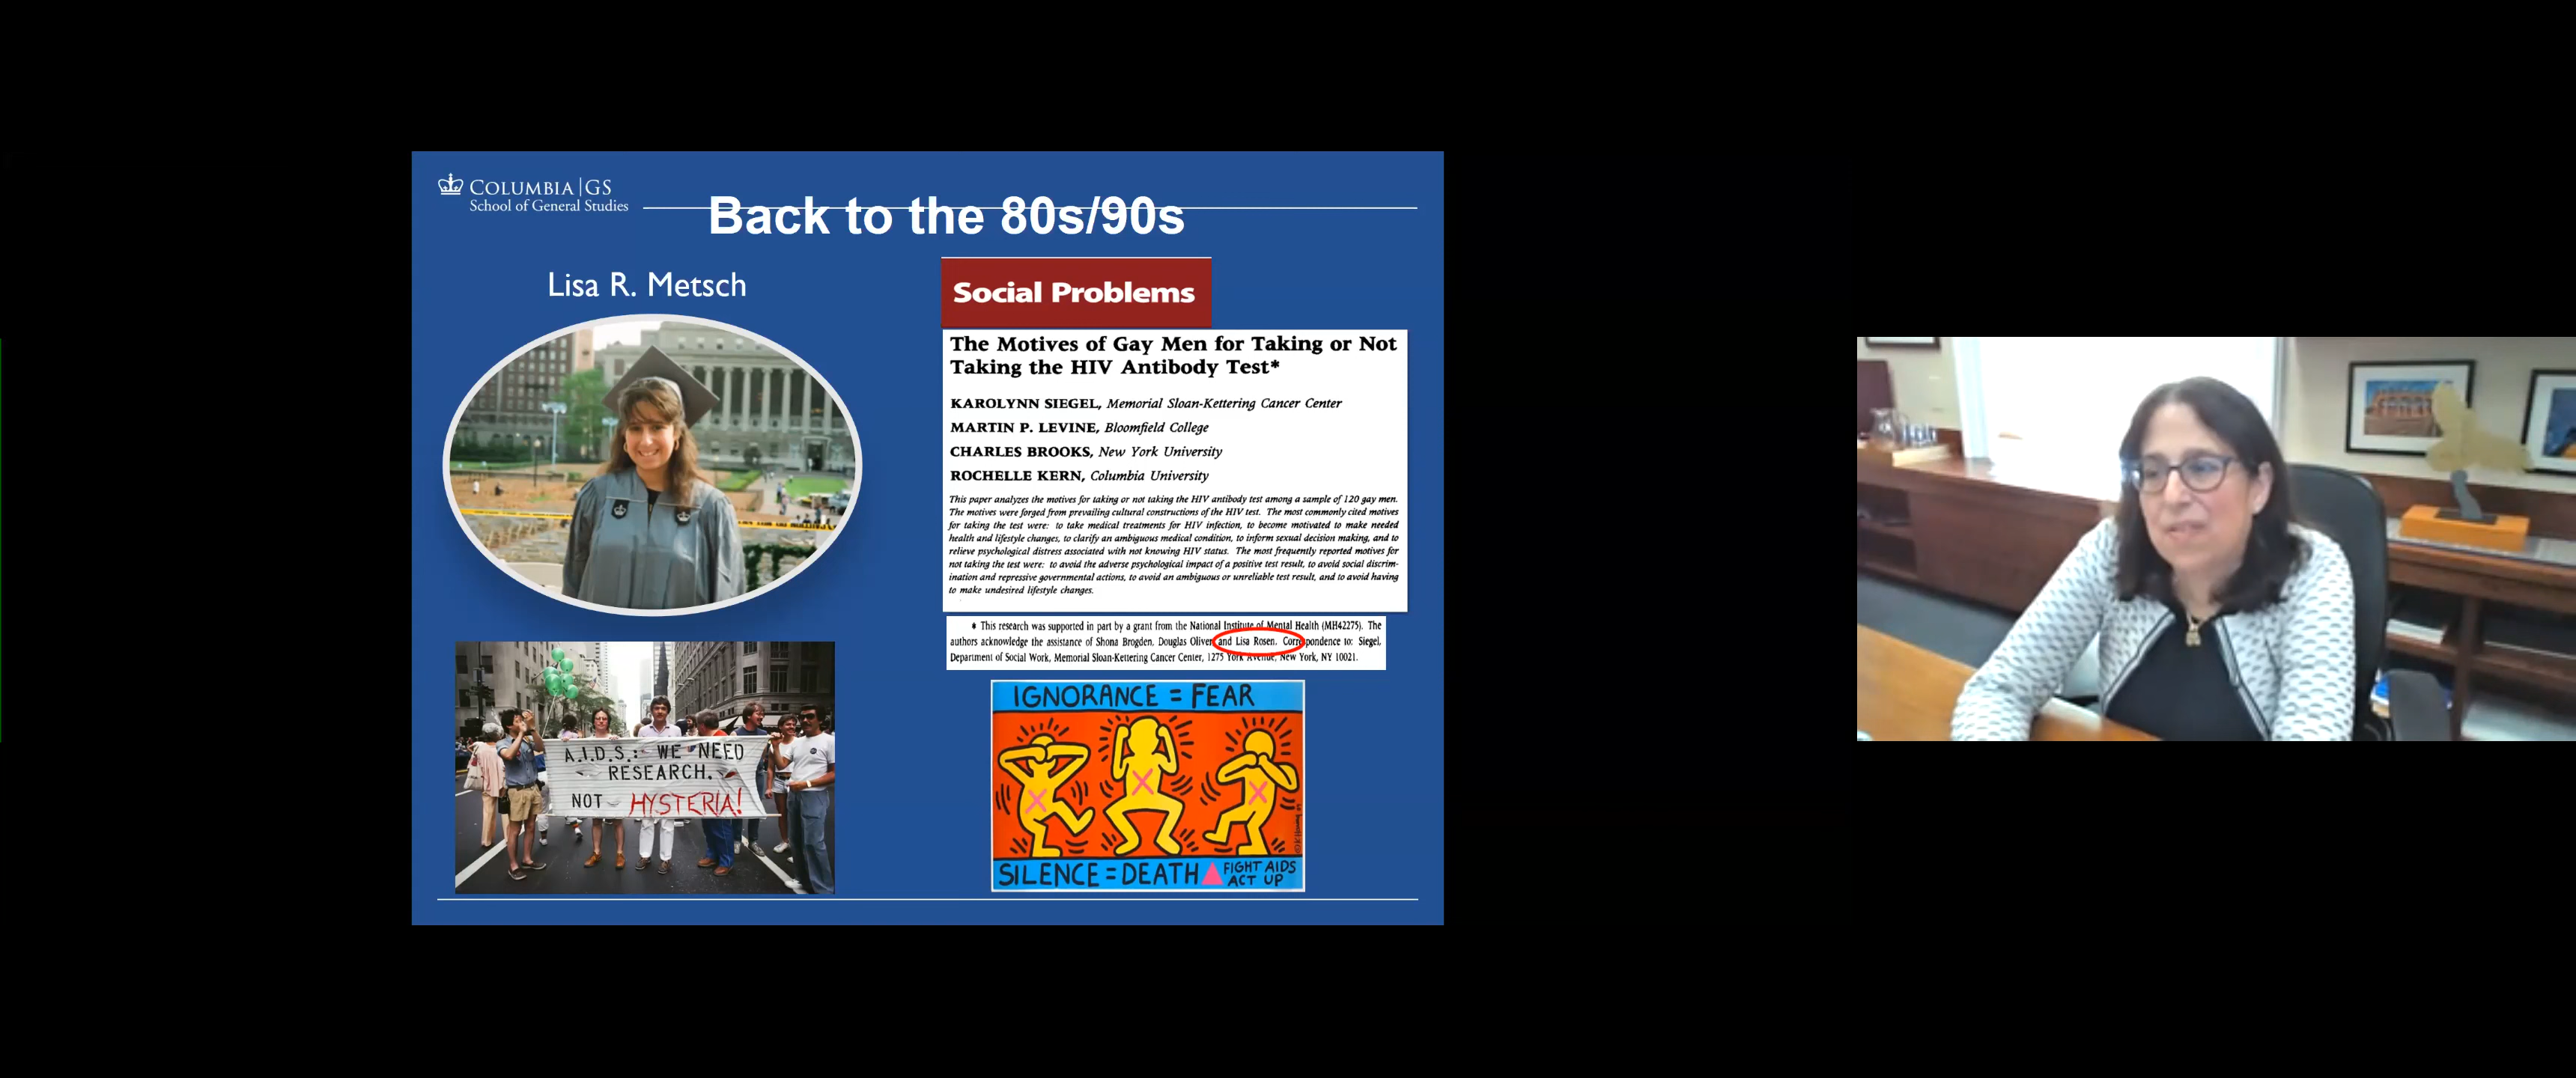 COLUMBIA|GS
School of General Studies
Back to the 80s/90s
Lisa R. Metsch
Social Problems
The Motives of Gay Men for Taking or Not
Taking the HIV Antibody Test*
KAROLYNN SIEGEL, Memorial Sloan-Kettering Cancer Center
MARTIN P. LEVINE, Bloomfield College
CHARLES BROOKS, New York University
ROCHELLE KERN, Columbia University
This paper analyzes the motives for taking or not taking the HIV antibody test among a sample of 120 gay men.
The motives were forged from prevailing cultural constructions of the HIV test. The most commonly cited motives
for taking the test were: to take medical treatments for HIV infection, to become motivated to make needed
health and lifestyle changes, to clarify an ambiguous medical condition, to inform sexual decision making, and to
relieve psychological distress associated with not knowing HIV status. The most frequently reported motives for
not taking the test were: to avoid the adverse psychological impact of a positive test result, to avoid social discrim-
ination and repressive governmental actions, to avoid an ambiguous or unreliable test result, and to avoid having
to make undesired lifestyle changes.
* This research was supported in part by a grant from the National Institute of Mental Health (MH42275). The
authors acknowledge the assistance of Shona Brogden, Douglas Oliver and Lisa Rosen. Correspondence to: Siegel,
Department of Social Work, Memorial Sloan-Kettering Cancer Center, 1275 York Avenue, New York, NY 10021.
A.I.D.S.: WE NEED
RESEARCH.
NOT HYSTERIA!
IGNORANCE = FEAR
SILENCE = DEATH
FIGHT AIDS
ACT UP